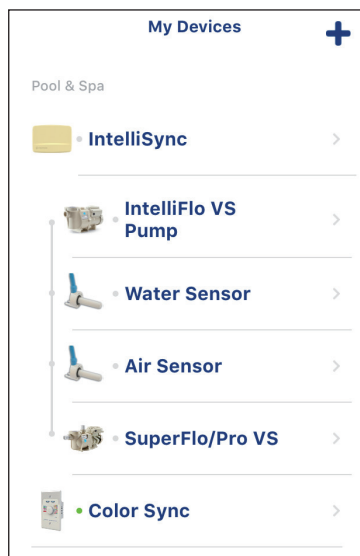 My Devices
Pool & Spa
IntelliSync
IntelliFlo VS
Pump
Water Sensor
Air Sensor
SuperFlo/Pro VS
Color Sync